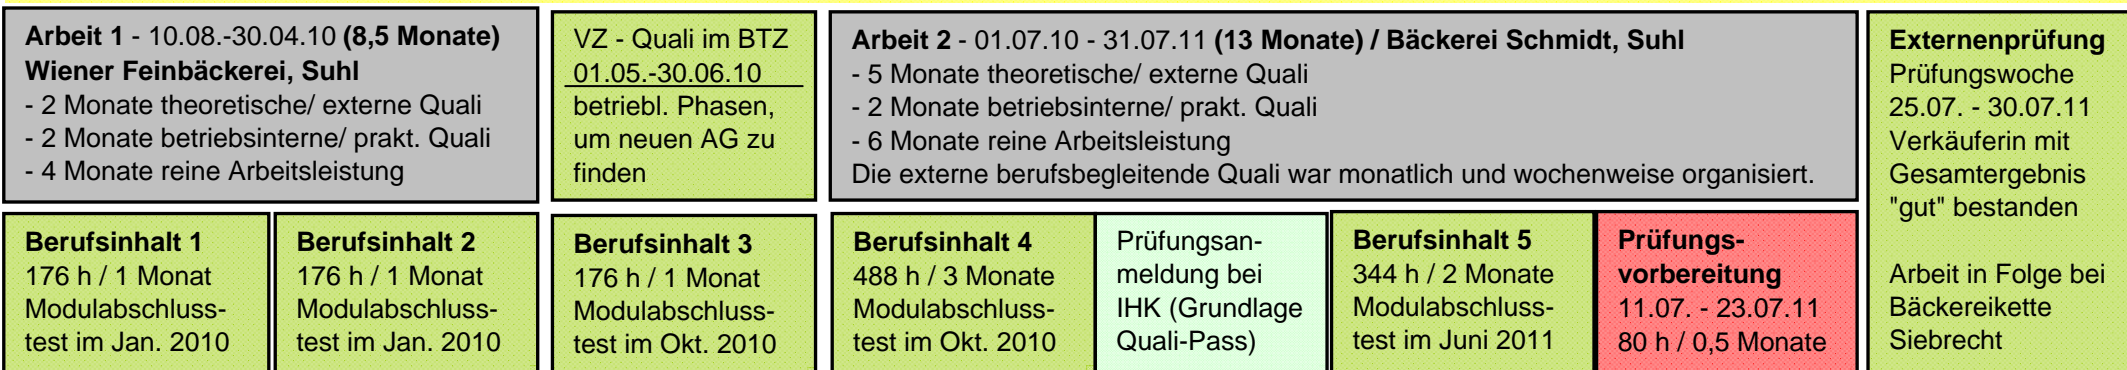 Arbeit 1 - 10.08.-30.04.10 (8,5 Monate)
Wiener Feinbäckerei, Suhl
- 2 Monate theoretische/ externe Quali
- 2 Monate betriebsinterne/ prakt. Quali
- 4 Monate reine Arbeitsleistung
VZ - Quali im BTZ
01.05.-30.06.10
betriebl. Phasen,
um neuen AG zu
finden
Arbeit 2 - 01.07.10 - 31.07.11 (13 Monate) / Bäckerei Schmidt, Suhl
- 5 Monate theoretische/ externe Quali
- 2 Monate betriebsinterne/ prakt. Quali
- 6 Monate reine Arbeitsleistung
Die externe berufsbegleitende Quali war monatlich und wochenweise organisiert.
Externenprüfung
Prüfungswoche
25.07. - 30.07.11
Verkäuferin mit
Gesamtergebnis
"gut" bestanden
Arbeit in Folge bei
Bäckereikette
Siebrecht
Berufsinhalt 1
176 h / 1 Monat
Modulabschluss-
test im Jan. 2010
Berufsinhalt 2
176 h / 1 Monat
Modulabschluss-
test im Jan. 2010
Berufsinhalt 3
176 h / 1 Monat
Modulabschluss-
test im Okt. 2010
Berufsinhalt 4
488 h / 3 Monate
Modulabschluss-
test im Okt. 2010
Prüfungsan-
meldung bei
IHK (Grundlage
Quali-Pass)
Berufsinhalt 5
344 h / 2 Monate
Modulabschluss-
test im Juni 2011
Prüfungs-
vorbereitung
11.07. - 23.07.11
80 h / 0,5 Monate